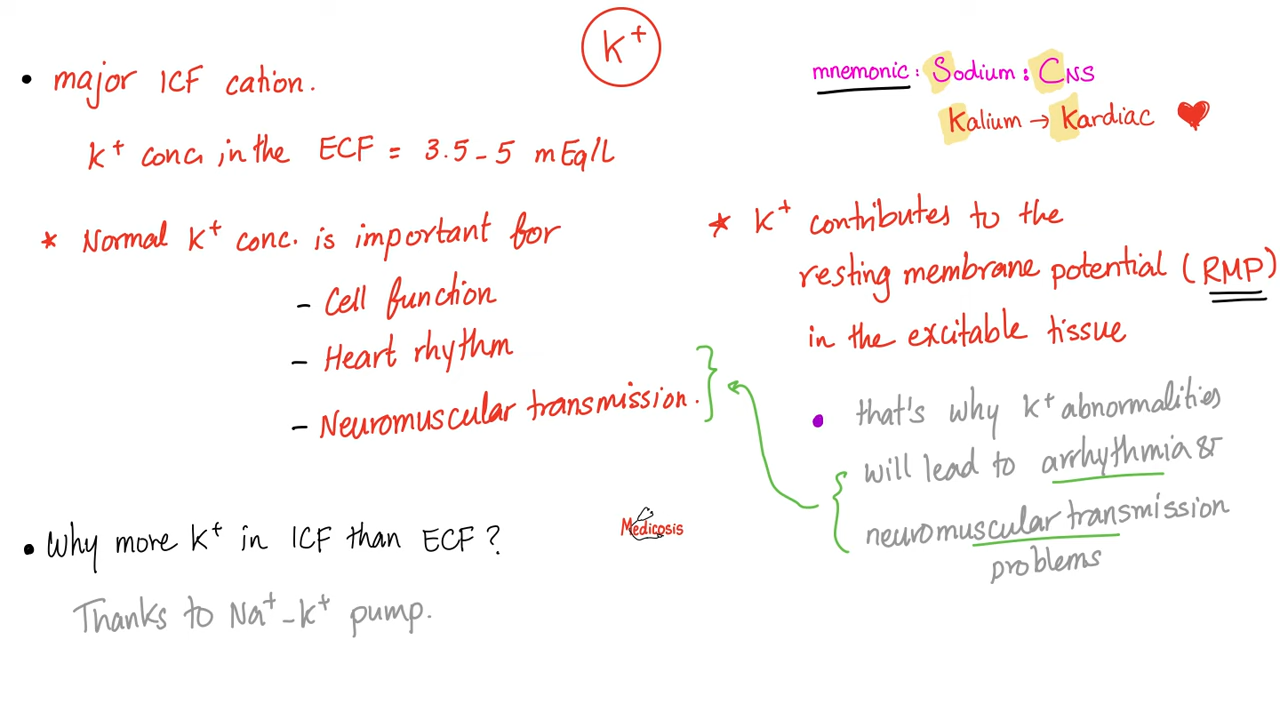 K+
• major ICF cation.
K+ conc. in the ECF = 3.5 - 5 mEq/L
* Normal K+ conc. is important for
- Cell function
- Heart rhythm
- Neuromuscular transmission.
• Why more K+ in ICF than ECF?
Thanks to Na+-K+ pump.
Medicosis
mnemonic: Sodium: CNS
Kalium → Kardiac
* K+ contributes to the
resting membrane potential (RMP)
in the excitable tissue
• that's why K+ abnormalities
will lead to arrhythmia &
neuromuscular transmission
problems